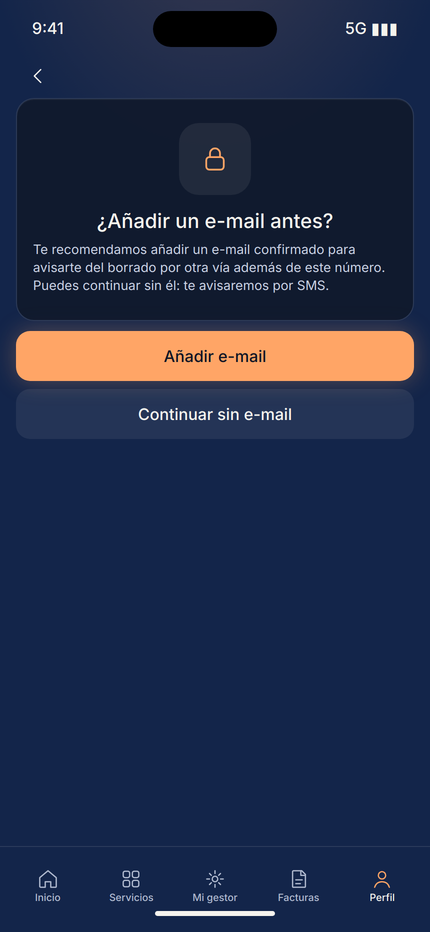 9:41
5G
¿Añadir un e-mail antes?
Te recomendamos añadir un e-mail confirmado para
avisarte del borrado por otra vía además de este número.
Puedes continuar sin él: te avisaremos por SMS.
Añadir e-mail
Continuar sin e-mail
Inicio
Servicios
Mi gestor
Facturas
Perfil